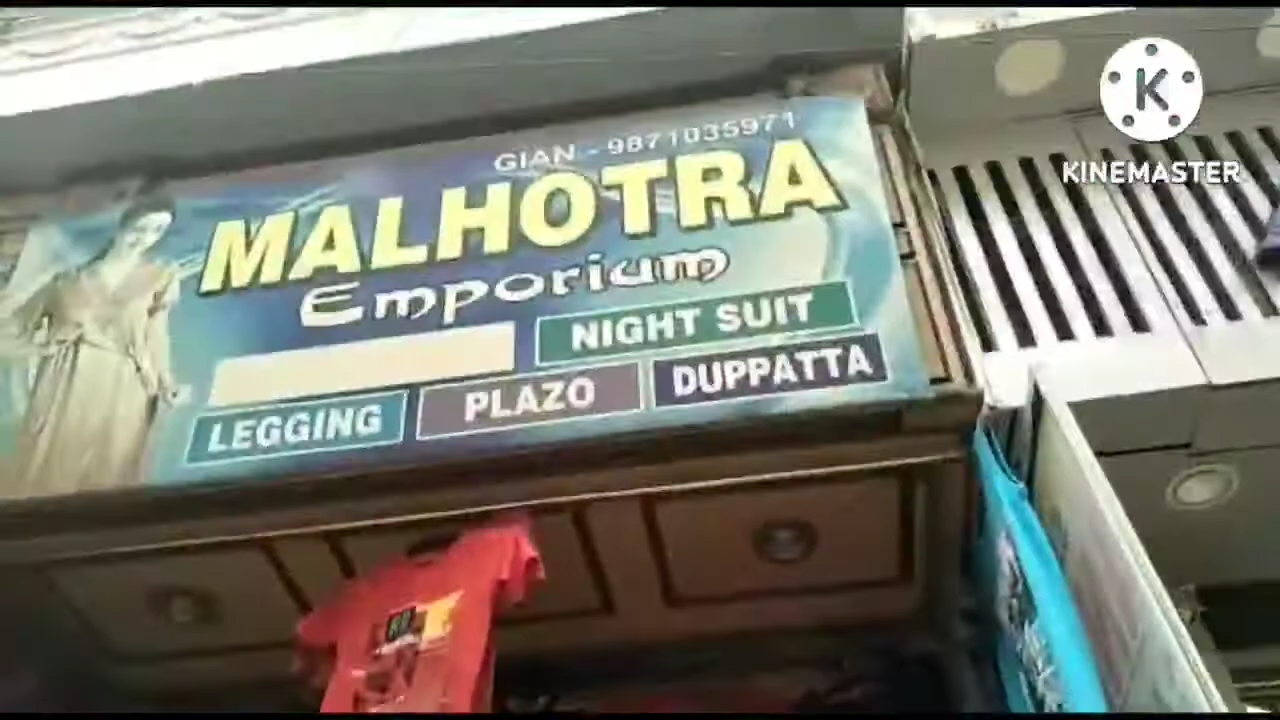 GIAN - 9871035971
MALHOTRA
Emporium
NIGHT SUIT
LEGGING PLAZO DUPPATTA
K
KINEMASTER